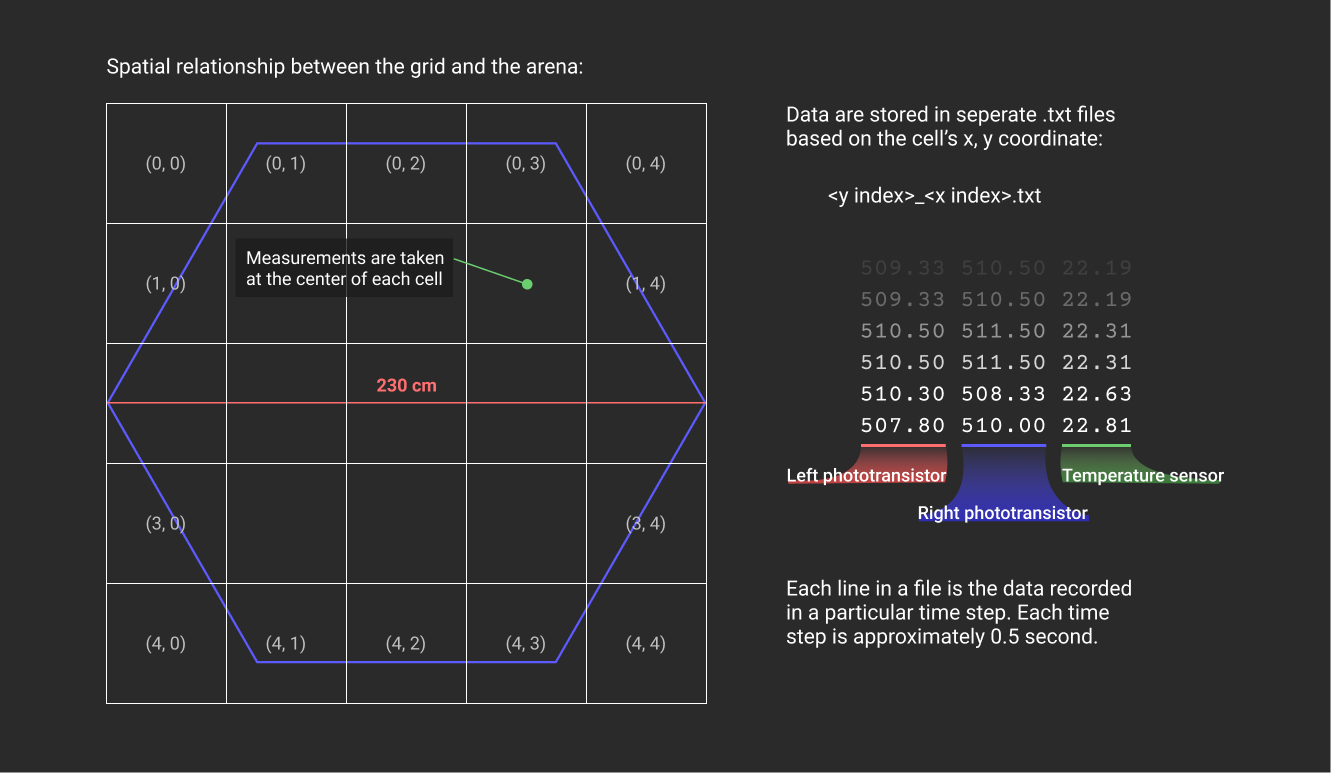 Spatial relationship between the grid and the arena:
(0, 0)
(0, 1)
(0, 2)
(0, 3)
(0, 4)
Measurements are taken
at the center of each cell
(1, 0)
(1, 4)
230 cm
(3, 0)
(3, 4)
(4, 0)
(4, 1)
(4, 2)
(4, 3)
(4, 4)
Data are stored in seperate .txt files
based on the cell’s x, y coordinate:
<y index>_<x index>.txt
509.33 510.50 22.19
509.33 510.50 22.19
510.50 511.50 22.31
510.50 511.50 22.31
510.30 508.33 22.63
507.80 510.00 22.81
Left phototransistor
Temperature sensor
Right phototransistor
Each line in a file is the data recorded
in a particular time step. Each time
step is approximately 0.5 second.